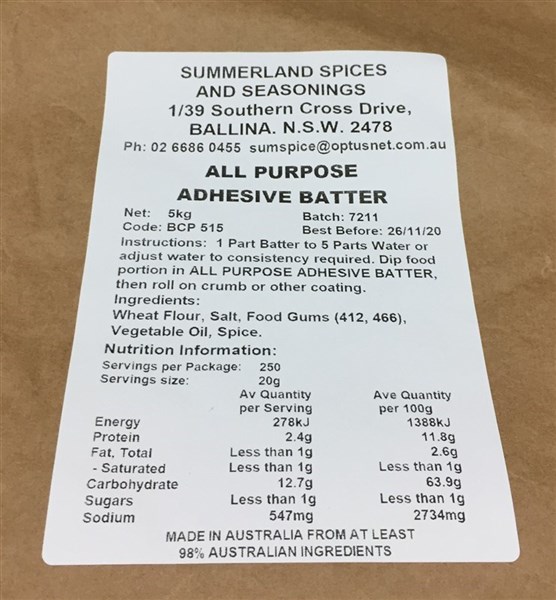 SUMMERLAND SPICES
AND SEASONINGS
1/39 Southern Cross Drive,
BALLINA. N.S.W. 2478
Ph: 02 6686 0455 sumspice@optusnet.com.au
ALL PURPOSE
ADHESIVE BATTER
Net: 5kg Batch: 7211
Code: BCP 515 Best Before: 26/11/20
Instructions: 1 Part Batter to 5 Parts Water or
adjust water to consistency required. Dip food
portion in ALL PURPOSE ADHESIVE BATTER,
then roll on crumb or other coating.
Ingredients:
Wheat Flour, Salt, Food Gums (412, 466),
Vegetable Oil, Spice.
Nutrition Information:
Servings per Package: 250
Servings size: 20g
Av Quantity Ave Quantity
per Serving per 100g
Energy 278kJ 1388kJ
Protein 2.4g 11.8g
Fat, Total Less than 1g 2.6g
- Saturated Less than 1g Less than 1g
Carbohydrate 12.7g 63.9g
Sugars Less than 1g Less than 1g
Sodium 547mg 2734mg
MADE IN AUSTRALIA FROM AT LEAST
98% AUSTRALIAN INGREDIENTS